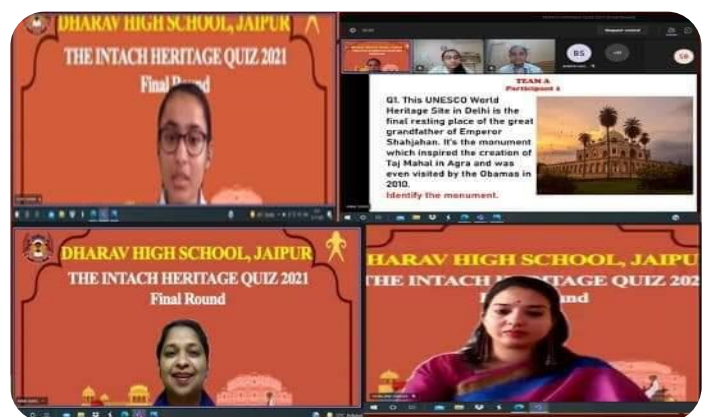 DHARAV HIGH SCHOOL, JAIPUR
THE INTACH HERITAGE QUIZ 2021
Final Round
Request control
BS
SB
TEAM A
Participant 1
Q1. This UNESCO World
Heritage Site in Delhi is the
final resting place of the great
grandfather of Emperor
Shahjahan. It's the monument
which inspired the creation of
Taj Mahal in Agra and was
even visited by the Obamas in
2010.
Identify the monument.
DHARAV HIGH SCHOOL, JAIPUR
THE INTACH HERITAGE QUIZ 2021
Final Round
HARAV HIGH SCHOOL, JAIPU
THE INTACH HERITAGE QUIZ 202